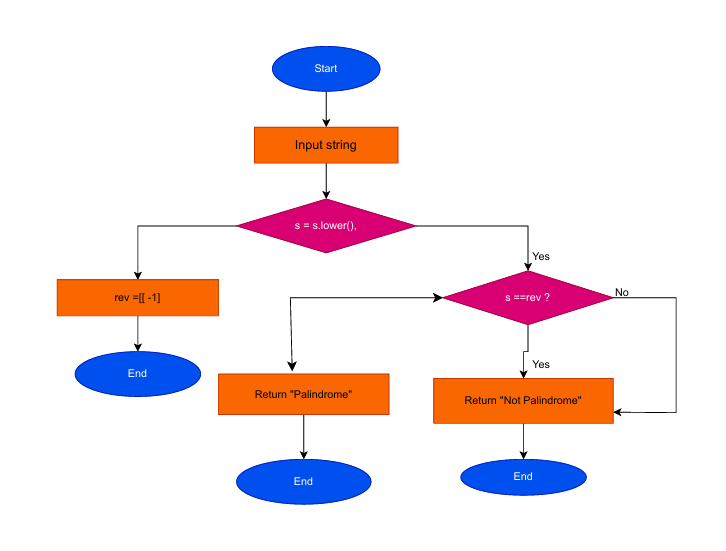 Start
Input string
s = s.lower(),
Yes
rev =[[ -1]
s ==rev ?
No
Yes
End
Return "Palindrome"
Return "Not Palindrome"
End
End